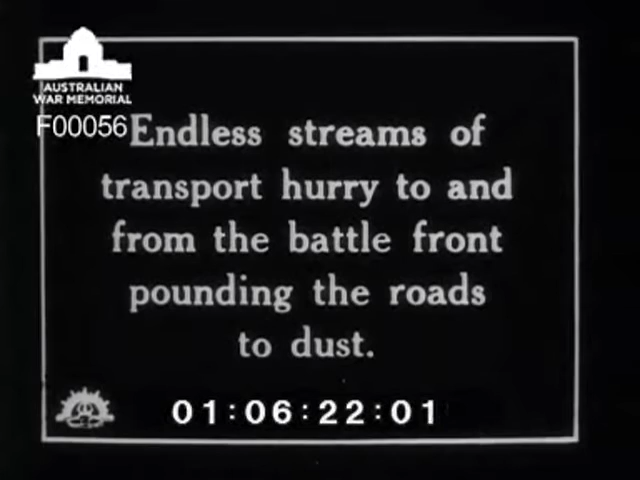 AUSTRALIAN
WAR MEMORIAL
F00056
Endless streams of
transport hurry to and
from the battle front
pounding the roads
to dust.
01:06:22:01